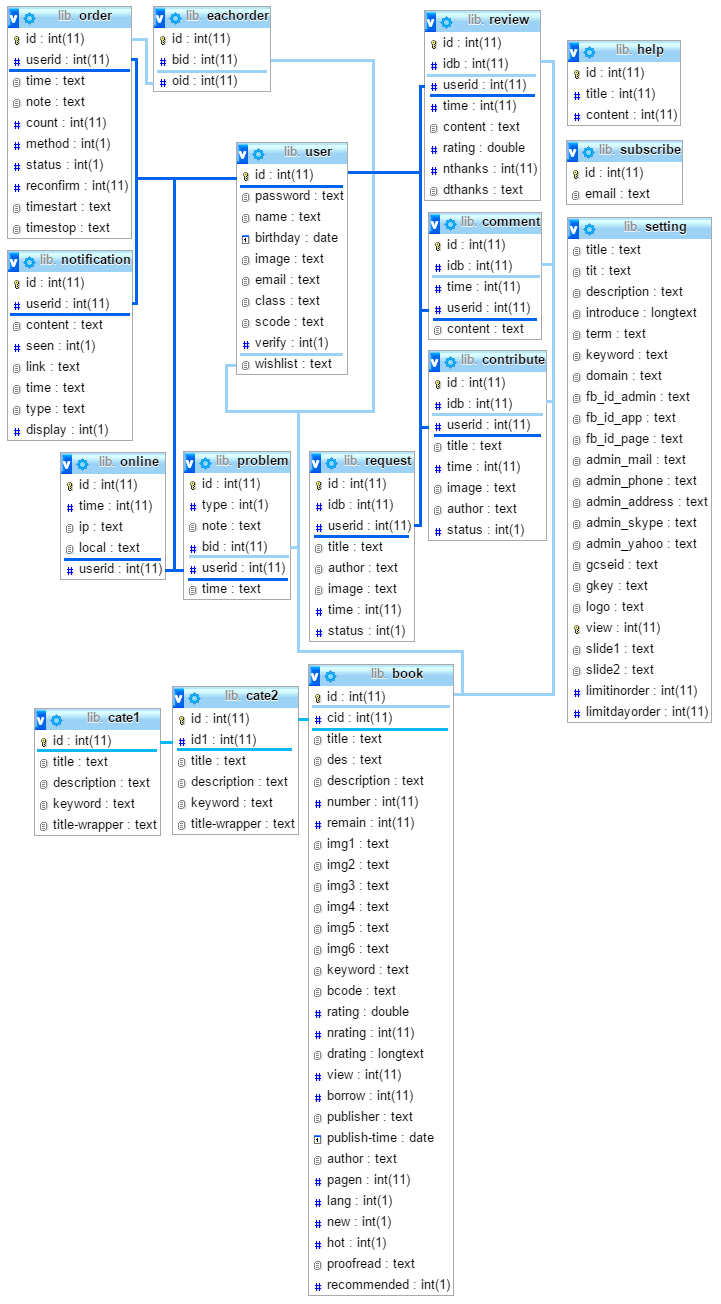 lib. order
id : int(11)
userid : int(11)
time : text
note : text
count : int(11)
method : int(1)
status : int(1)
reconfirm : int(11)
timestart : text
timestop : text
lib. eachorder
id : int(11)
bid : int(11)
oid : int(11)
lib. review
id : int(11)
idb : int(11)
userid : int(11)
time : int(11)
content : text
rating : double
nthanks : int(11)
dthanks : text
lib. help
id : int(11)
title : int(11)
content : int(11)
lib. subscribe
id : int(11)
email : text
lib. user
id : int(11)
password : text
name : text
birthday : date
image : text
email : text
class : text
scode : text
verify : int(1)
wishlist : text
lib. comment
id : int(11)
idb : int(11)
time : int(11)
userid : int(11)
content : text
lib. setting
title : text
tit : text
description : text
introduce : longtext
term : text
keyword : text
domain : text
fb_id_admin : text
fb_id_app : text
fb_id_page : text
admin_mail : text
admin_phone : text
admin_address : text
admin_skype : text
admin_yahoo : text
gcseid : text
gkey : text
logo : text
view : int(11)
slide1 : text
slide2 : text
limitinorder : int(11)
limitdayorder : int(11)
lib. notification
id : int(11)
userid : int(11)
content : text
seen : int(1)
link : text
time : text
type : text
display : int(1)
lib. contribute
id : int(11)
idb : int(11)
userid : int(11)
title : text
time : int(11)
image : text
author : text
status : int(1)
lib. online
id : int(11)
time : int(11)
ip : text
local : text
userid : int(11)
lib. problem
id : int(11)
type : int(1)
note : text
bid : int(11)
userid : int(11)
time : text
lib. request
id : int(11)
idb : int(11)
userid : int(11)
title : text
author : text
image : text
time : int(11)
status : int(1)
lib. cate1
id : int(11)
title : text
description : text
keyword : text
title-wrapper : text
lib. cate2
id : int(11)
id1 : int(11)
title : text
description : text
keyword : text
title-wrapper : text
lib. book
id : int(11)
cid : int(11)
title : text
des : text
description : text
number : int(11)
remain : int(11)
img1 : text
img2 : text
img3 : text
img4 : text
img5 : text
img6 : text
keyword : text
bcode : text
rating : double
nrating : int(11)
drating : longtext
view : int(11)
borrow : int(11)
publisher : text
publish-time : date
author : text
pagen : int(11)
lang : int(1)
new : int(1)
hot : int(1)
proofread : text
recommended : int(1)